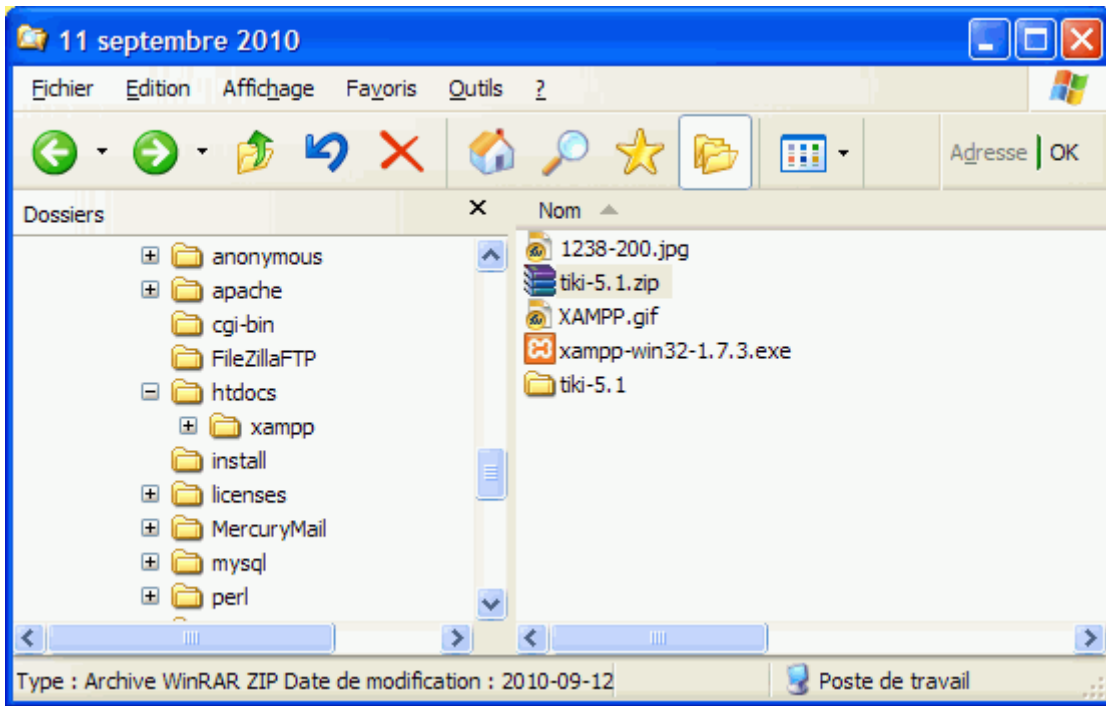 11 septembre 2010
Fichier Edition Affichage Favoris Outils ?
Adresse OK
Dossiers
anonymous
apache
cgi-bin
FileZillaFTP
htdocs
xampp
install
licenses
MercuryMail
mysql
perl
Nom
1238-200.jpg
tiki-5.1.zip
XAMPP.gif
xampp-win32-1.7.3.exe
tiki-5.1
Type : Archive WinRAR ZIP Date de modification : 2010-09-12
Poste de travail